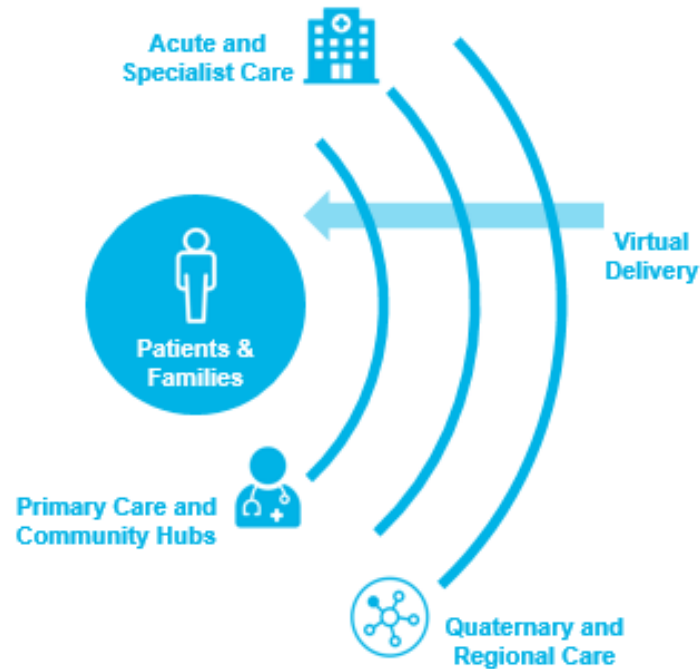 Acute and
Specialist Care
Virtual
Delivery
Patients &
Families
Primary Care and
Community Hubs
Quaternary and
Regional Care